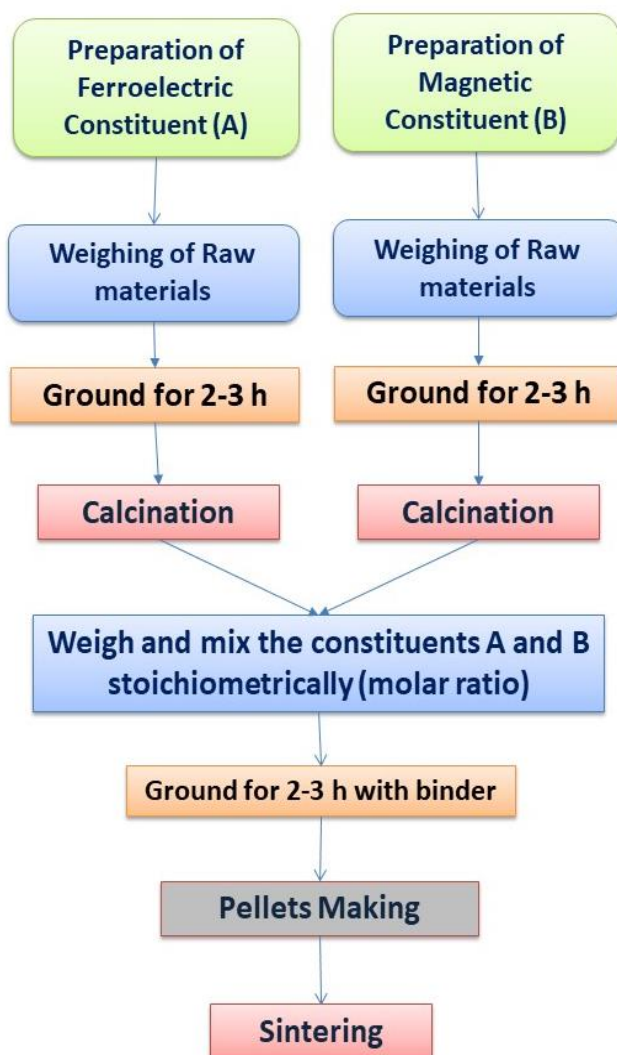 Preparation of
Ferroelectric
Constituent (A)
Preparation of
Magnetic
Constituent (B)
Weighing of Raw
materials
Weighing of Raw
materials
Ground for 2-3 h
Ground for 2-3 h
Calcination
Calcination
Weigh and mix the constituents A and B
stoichiometrically (molar ratio)
Ground for 2-3 h with binder
Pellets Making
Sintering